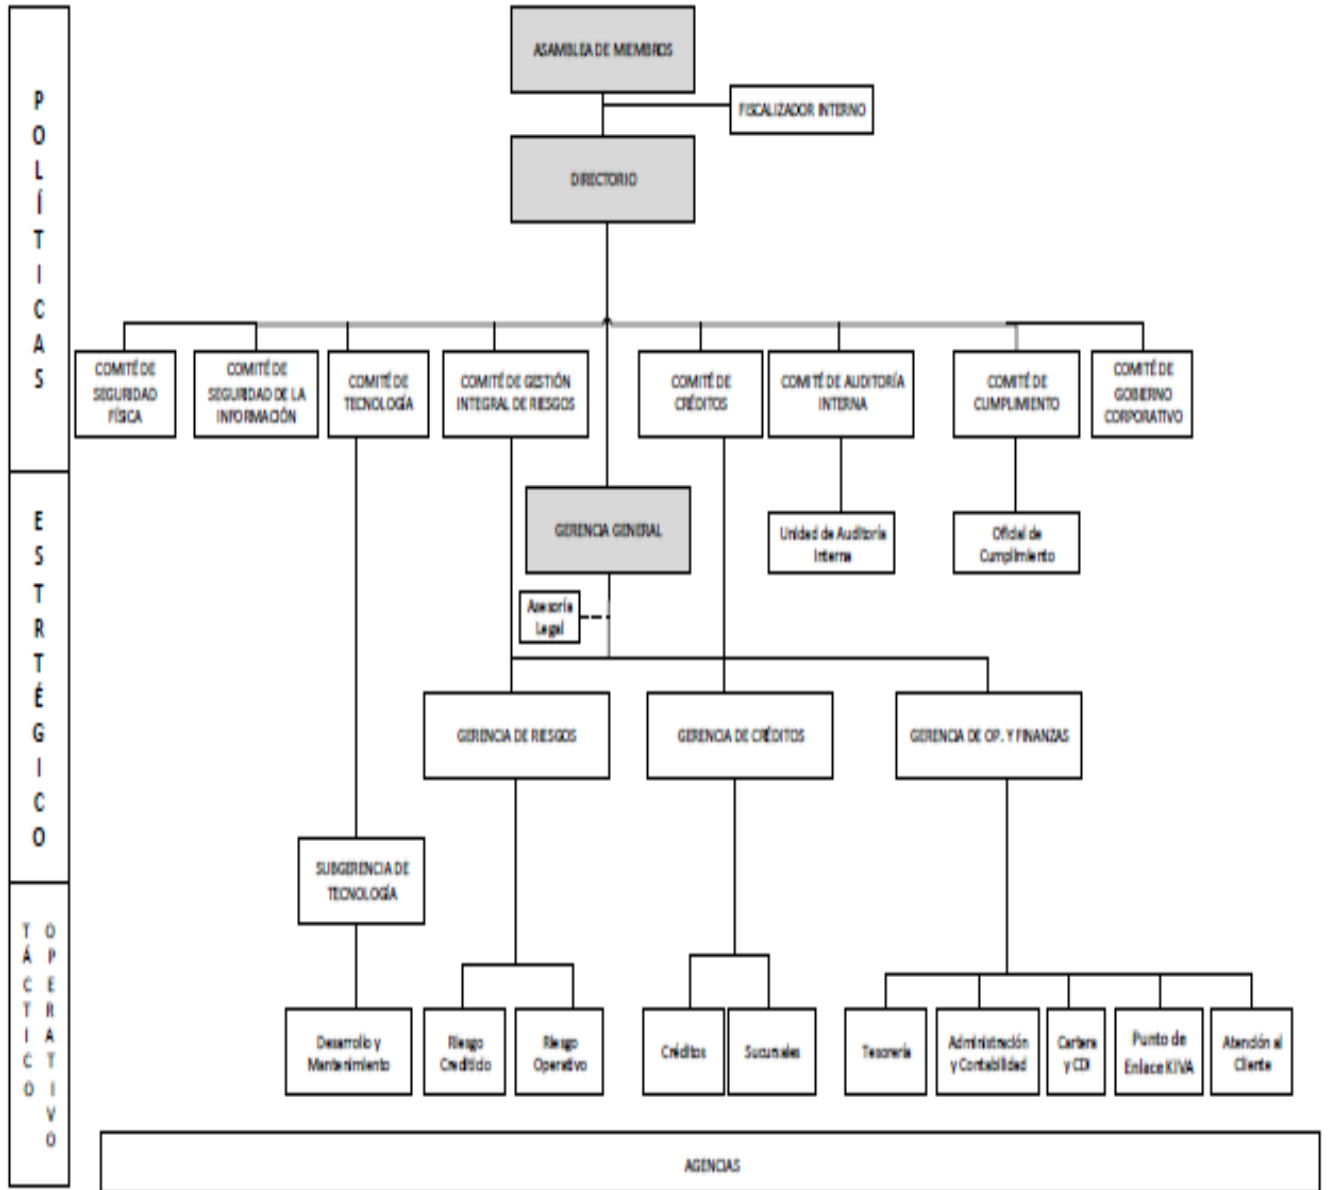 POLÍTICAS
ASAMBLEA DE MIEMBROS
FISCALIZADOR INTERNO
DIRECTORIO
COMITÉ DE
SEGURIDAD
FÍSICA
COMITÉ DE
SEGURIDAD DE LA
INFORMACIÓN
COMITÉ DE
TECNOLOGÍA
COMITÉ DE GESTIÓN
INTEGRAL DE RIESGOS
COMITÉ DE
CRÉDITOS
COMITÉ DE AUDITORÍA
INTERNA
COMITÉ DE
CUMPLIMIENTO
COMITÉ DE
GOBIERNO
CORPORATIVO
ESTRTÉGICO
GERENCIA GENERAL
Unidad de Auditoría
Interna
Oficial de
Cumplimiento
Asesoría
Legal
GERENCIA DE RIESGOS
GERENCIA DE CRÉDITOS
GERENCIA DE OP. Y FINANZAS
SUBGERENCIA DE
TECNOLOGÍA
TÁCTICO
OPERATIVO
Desarrollo y
Mantenimiento
Riesgo
Crediticio
Riesgo
Operativo
Créditos
Sucursales
Tesorería
Administración
y Contabilidad
Cartera
y CDI
Punto de
Enlace KIVA
Atención al
Cliente
AGENCIAS